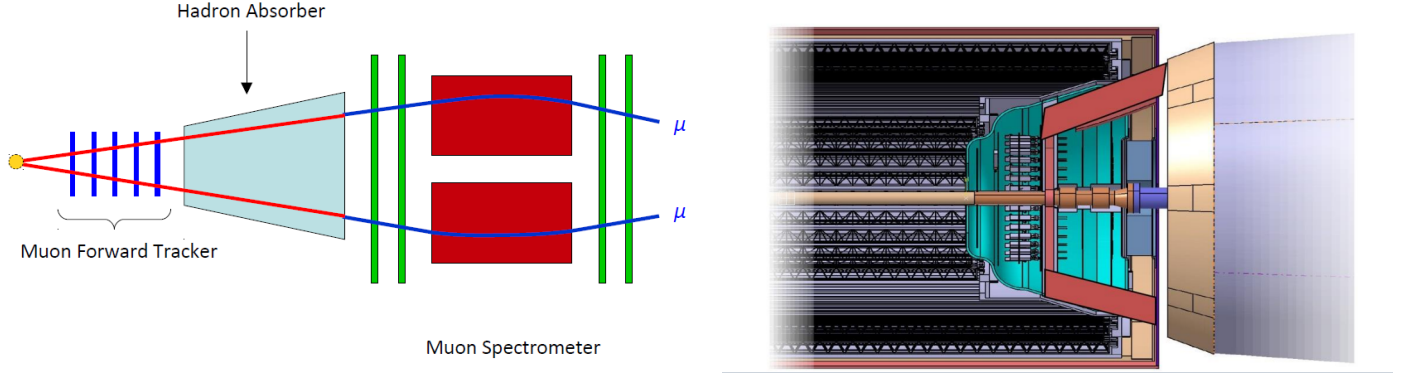 Hadron Absorber
μ
μ
Muon Forward Tracker
Muon Spectrometer